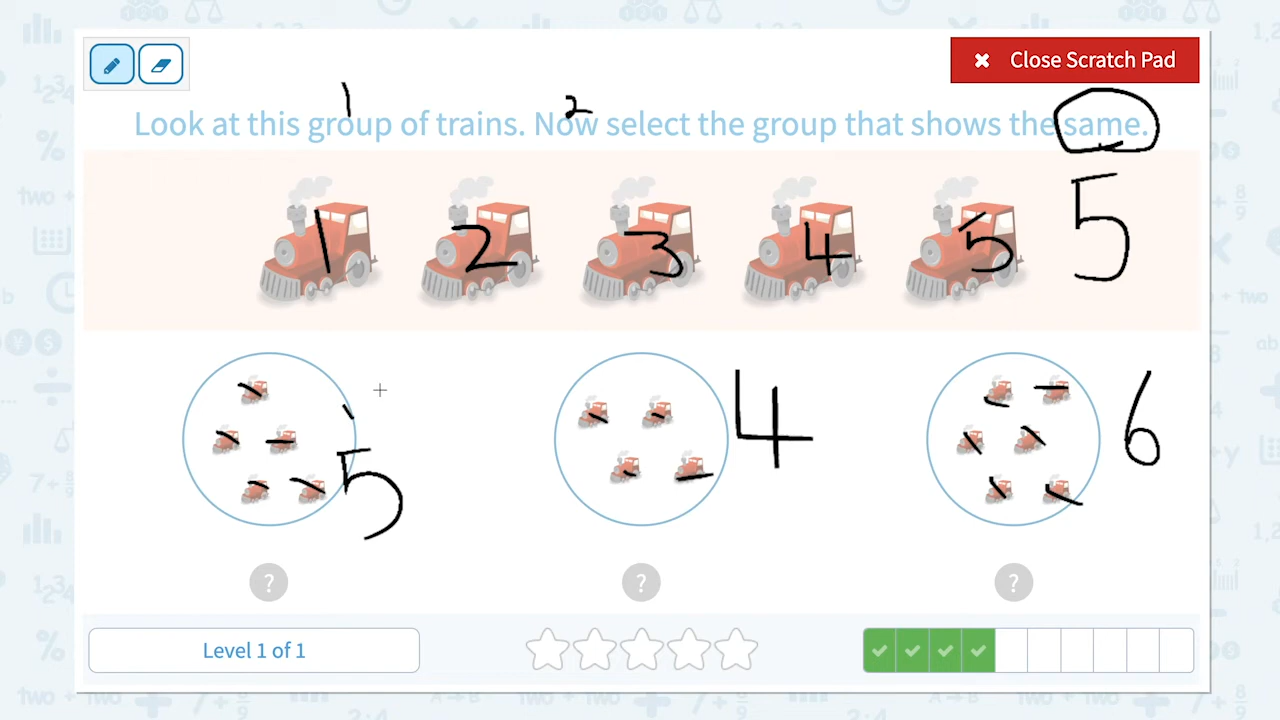 Close Scratch Pad
1 2
Look at this group of trains. Now select the group that shows the same.
1 2 3 4 5 5
5 4 6
? ? ?
Level 1 of 1